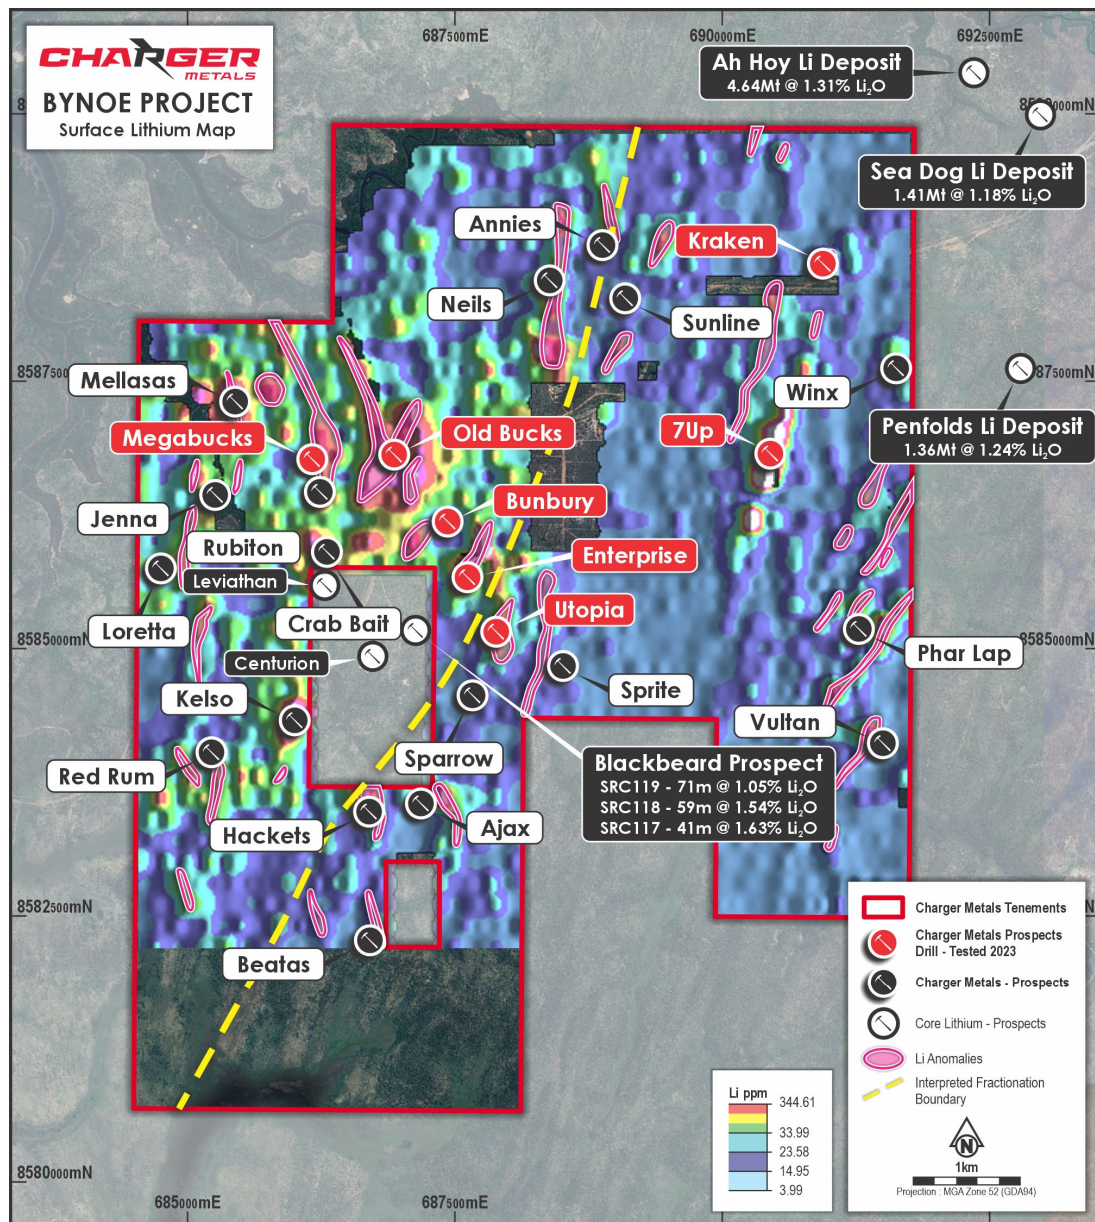 687500mE
690000mE
692500mE
CHARGER
METALS
BYNOE PROJECT
Surface Lithium Map
Ah Hoy Li Deposit
4.64Mt @ 1.31% Li₂O
Sea Dog Li Deposit
1.41Mt @ 1.18% Li₂O
Annies
Kraken
Neils
Sunline
Mellasas
Winx
Megabucks
Old Bucks
7Up
Penfolds Li Deposit
1.36Mt @ 1.24% Li₂O
Jenna
Bunbury
Rubiton
Enterprise
Leviathan
Loretta
Crab Bait
Utopia
8585000mN
8585000mN
Centurion
Phar Lap
Kelso
Sprite
Vultan
Red Rum
Sparrow
Blackbeard Prospect
SRC119 - 71m @ 1.05% Li₂O
SRC118 - 59m @ 1.54% Li₂O
SRC117 - 41m @ 1.63% Li₂O
Hackets
Ajax
8582500mN
Beatas
Charger Metals Tenements
Charger Metals Prospects
Drill - Tested 2023
Charger Metals - Prospects
Core Lithium - Prospects
Li Anomalies
Interpreted Fractionation
Boundary
N
1km
Projection : MGA Zone 52 (GDA94)
Li ppm
344.61
33.99
23.58
14.95
3.99
8580000mN
685000mE
687500mE